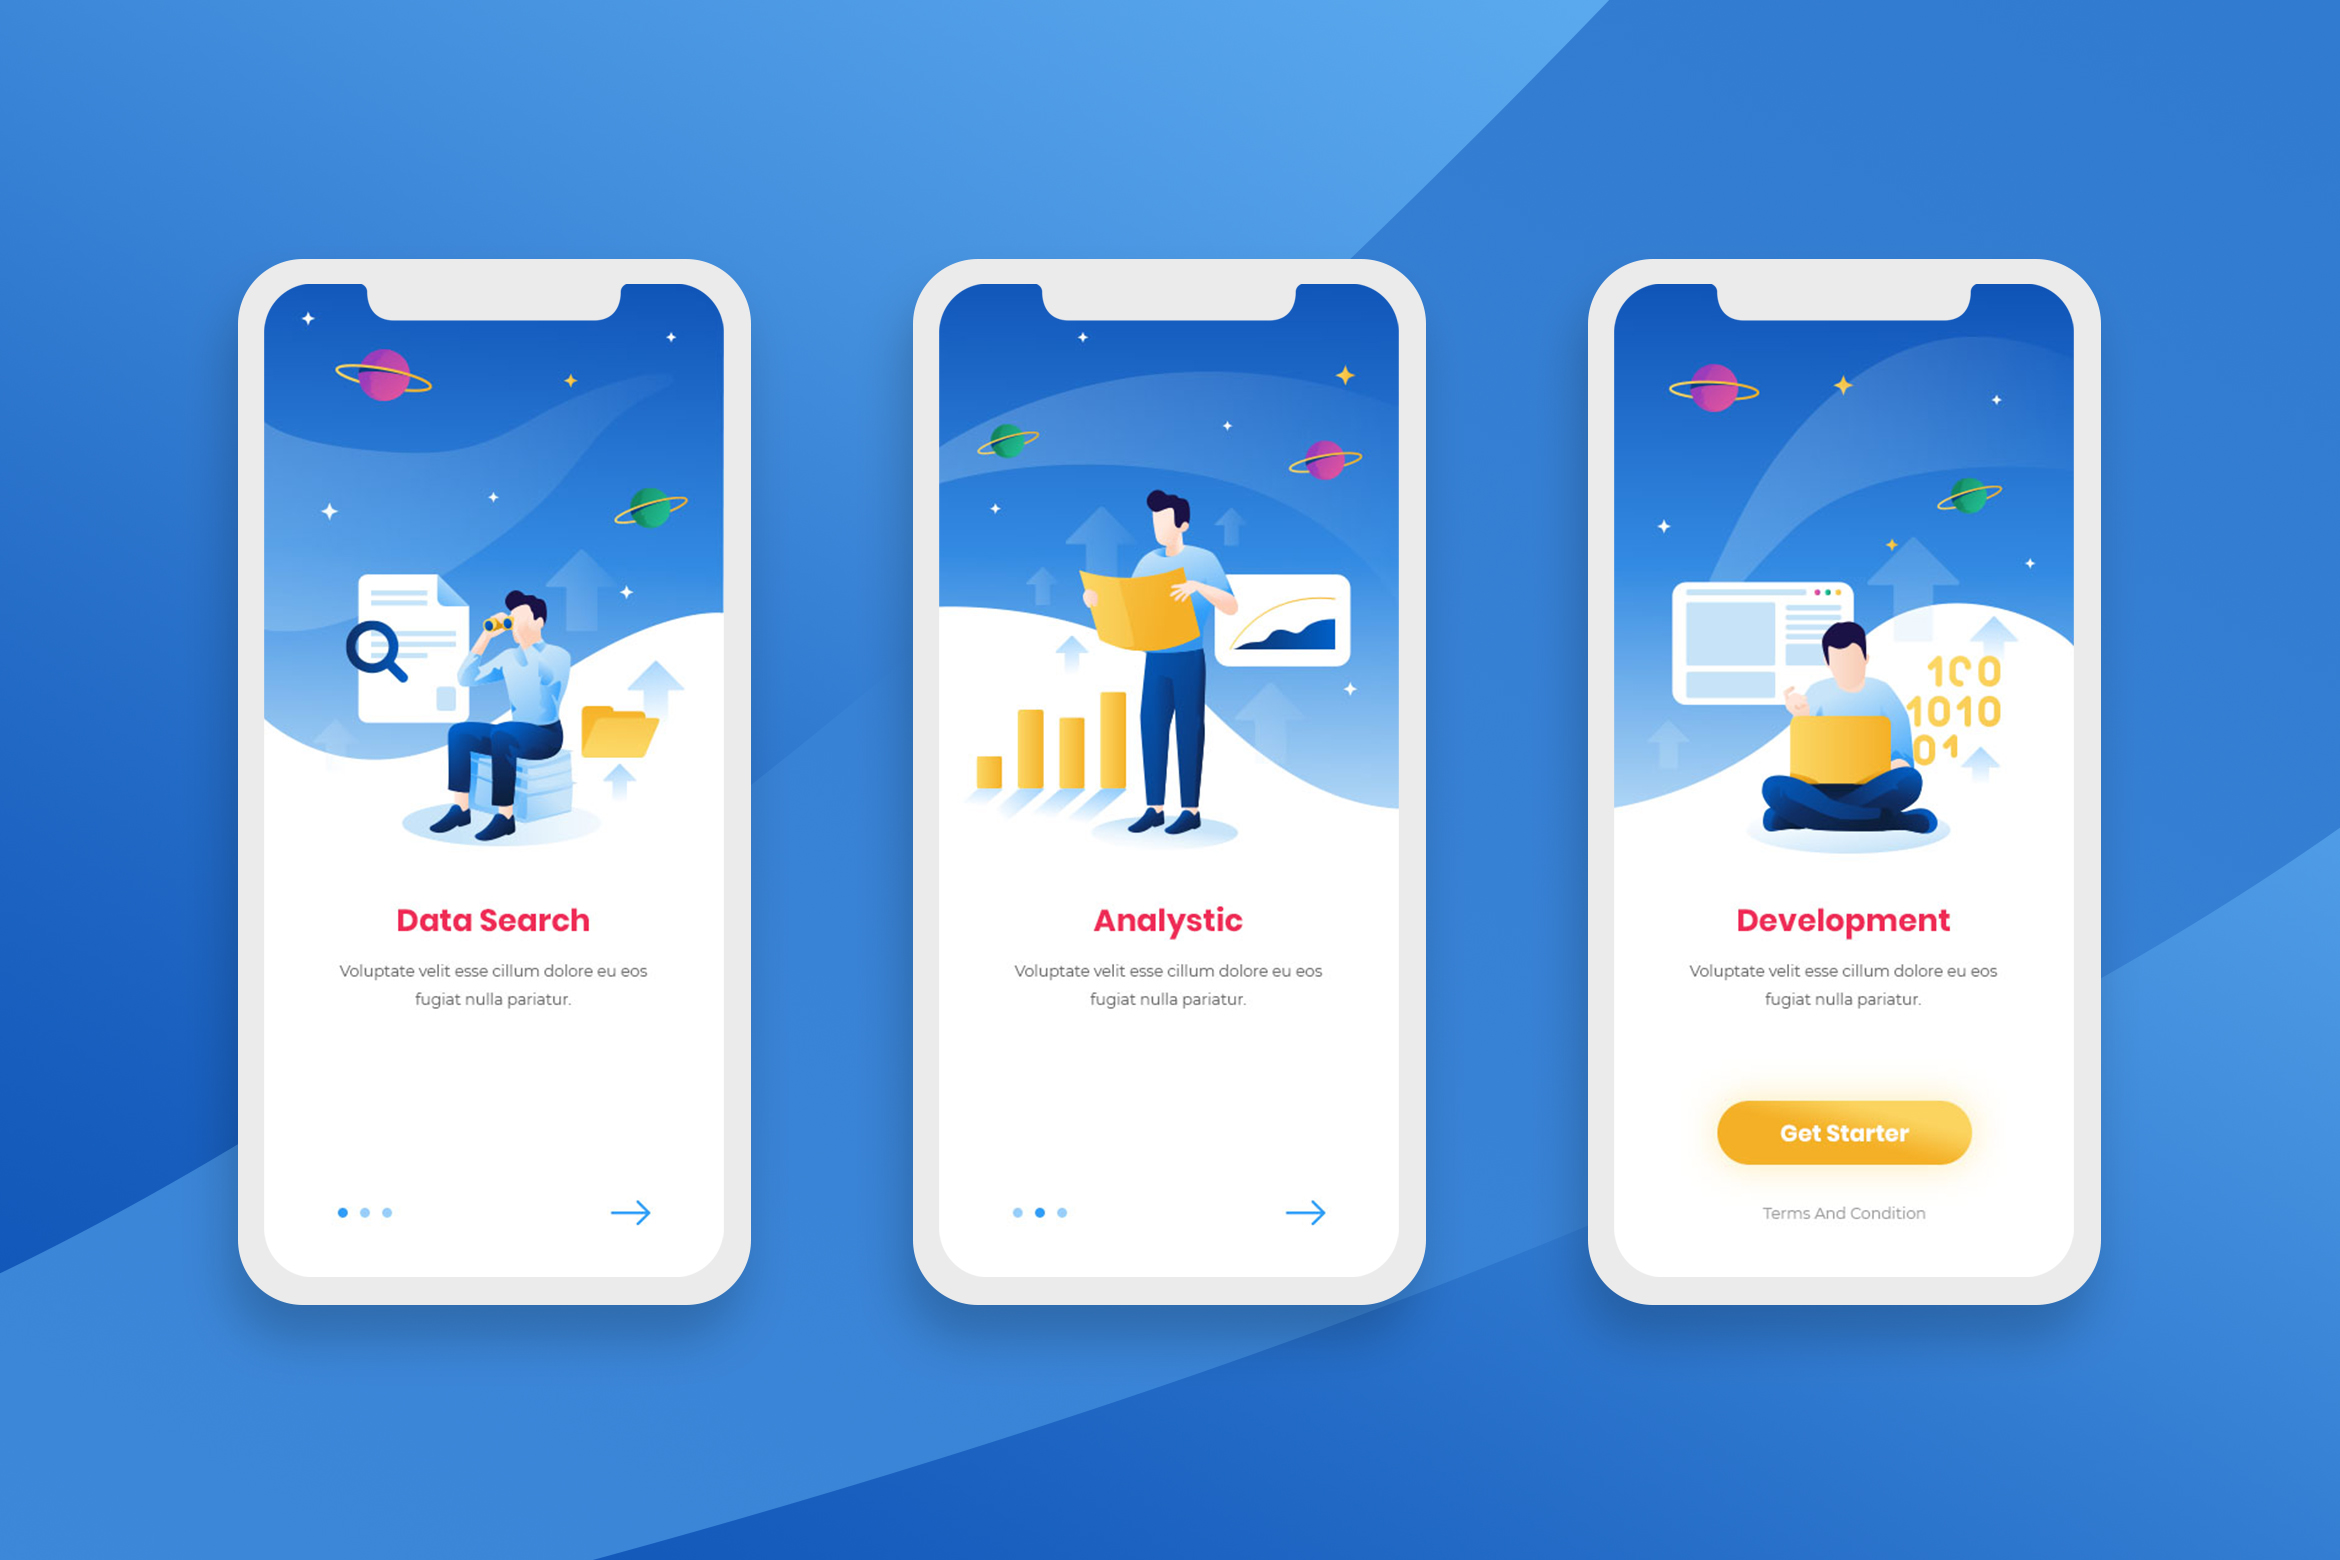 Data Search
Voluptate velit esse cillum dolore eu eos
fugiat nulla pariatur.
Analystic
Voluptate velit esse cillum dolore eu eos
fugiat nulla pariatur.
100
1010
01
Development
Voluptate velit esse cillum dolore eu eos
fugiat nulla pariatur.
Get Starter
Terms And Condition